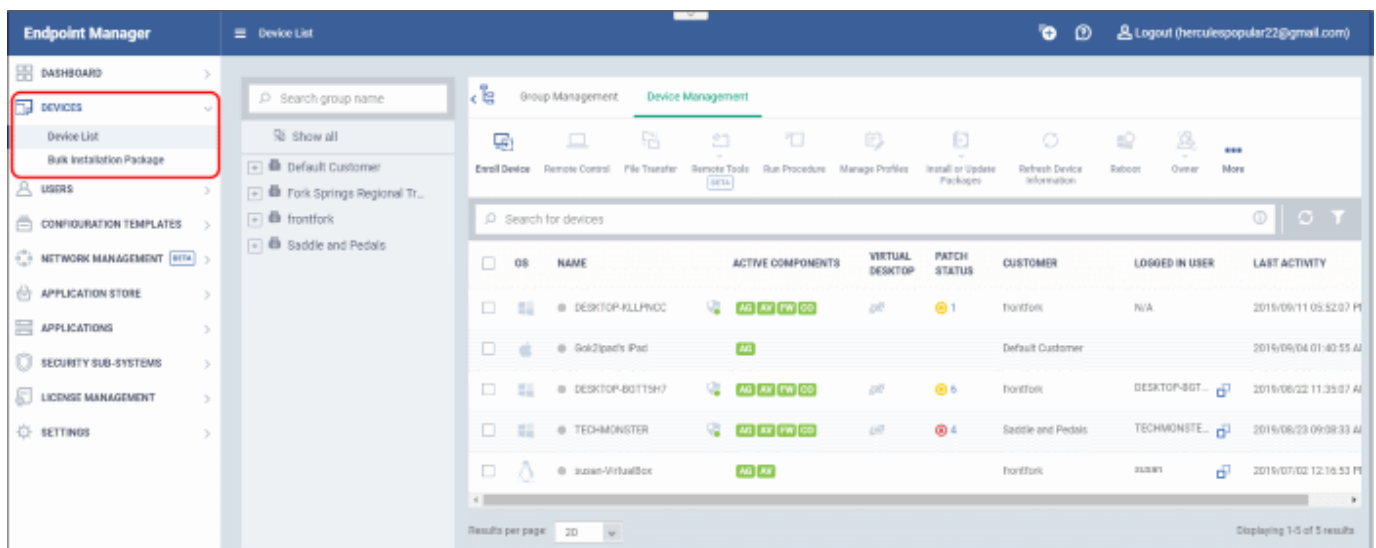 Endpoint Manager
Device List
Logout (herculespopular22@gmail.com)
DASHBOARD
DEVICES
Device List
Bulk Installation Package
USERS
CONFIGURATION TEMPLATES
NETWORK MANAGEMENT BETA
APPLICATION STORE
APPLICATIONS
SECURITY SUB-SYSTEMS
LICENSE MANAGEMENT
SETTINGS
Search group name
Show all
Default Customer
Fork Springs Regional Tr...
frontfork
Saddle and Pedals
Group Management Device Management
Enroll Device Remote Control File Transfer Remote Tools Run Procedure Manage Profiles Install or Update Packages Refresh Device Information Reboot Owner More
BETA
Search for devices
OS NAME ACTIVE COMPONENTS VIRTUAL DESKTOP PATCH STATUS CUSTOMER LOGGED IN USER LAST ACTIVITY
DESKTOP-KLLPNCC AG AV FW CO off 1 frontfork N/A 2019/09/11 05:52:07 P
Gok2Ipad's iPad AG Default Customer 2019/09/04 01:40:55 A
DESKTOP-BGTT5H7 AG AV FW CO off 6 frontfork DESKTOP-BGT... 2019/08/22 11:35:07 A
TECHMONSTER AG AV FW CO off 4 Saddle and Pedals TECHMONSTE... 2019/08/23 09:08:33 A
susan-VirtualBox AG AV frontfork susan 2019/07/02 12:16:53 P
Results per page: 20
Displaying 1-5 of 5 results